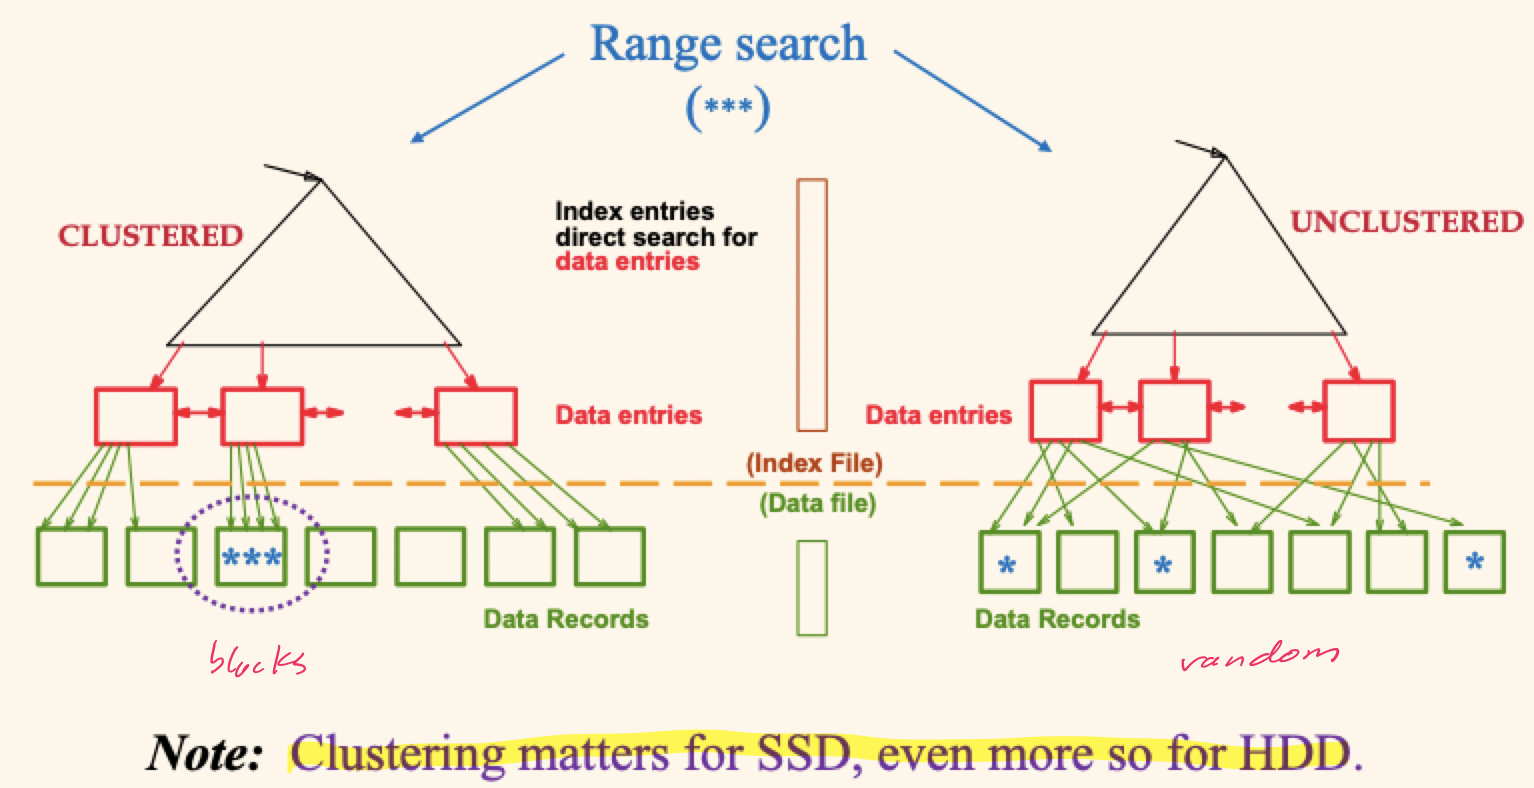 Range search
(***)
CLUSTERED
Index entries
direct search for
data entries
UNCLUSTERED
Data entries
Data entries
(Index File)
(Data file)
***
*
*
*
Data Records
Data Records
blocks
random
Note: Clustering matters for SSD, even more so for HDD.